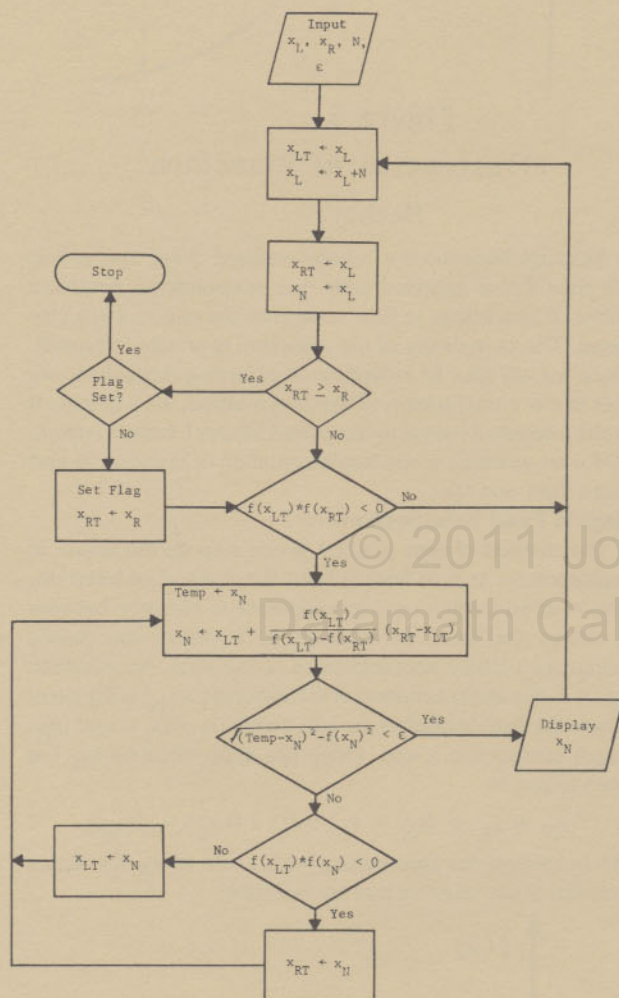 Input
x_L, x_R, N,
ε
x_LT ← x_L
x_L ← x_L+N
x_RT ← x_L
x_N ← x_L
Stop
Yes
Flag
Set?
Yes
x_RT ≥ x_R
No
No
Set Flag
x_RT ← x_R
f(x_LT)*f(x_RT) < 0
No
Yes
© 2011 Jo
Datamath Cal
Temp ← x_N
x_N ← x_LT + f(x_LT)/(f(x_LT)-f(x_RT)) (x_RT-x_LT)
√(Temp-x_N)²-f(x_N)² < ε
Yes
Display
x_N
No
x_LT ← x_N
No
f(x_LT)*f(x_N) < 0
Yes
x_RT ← x_N